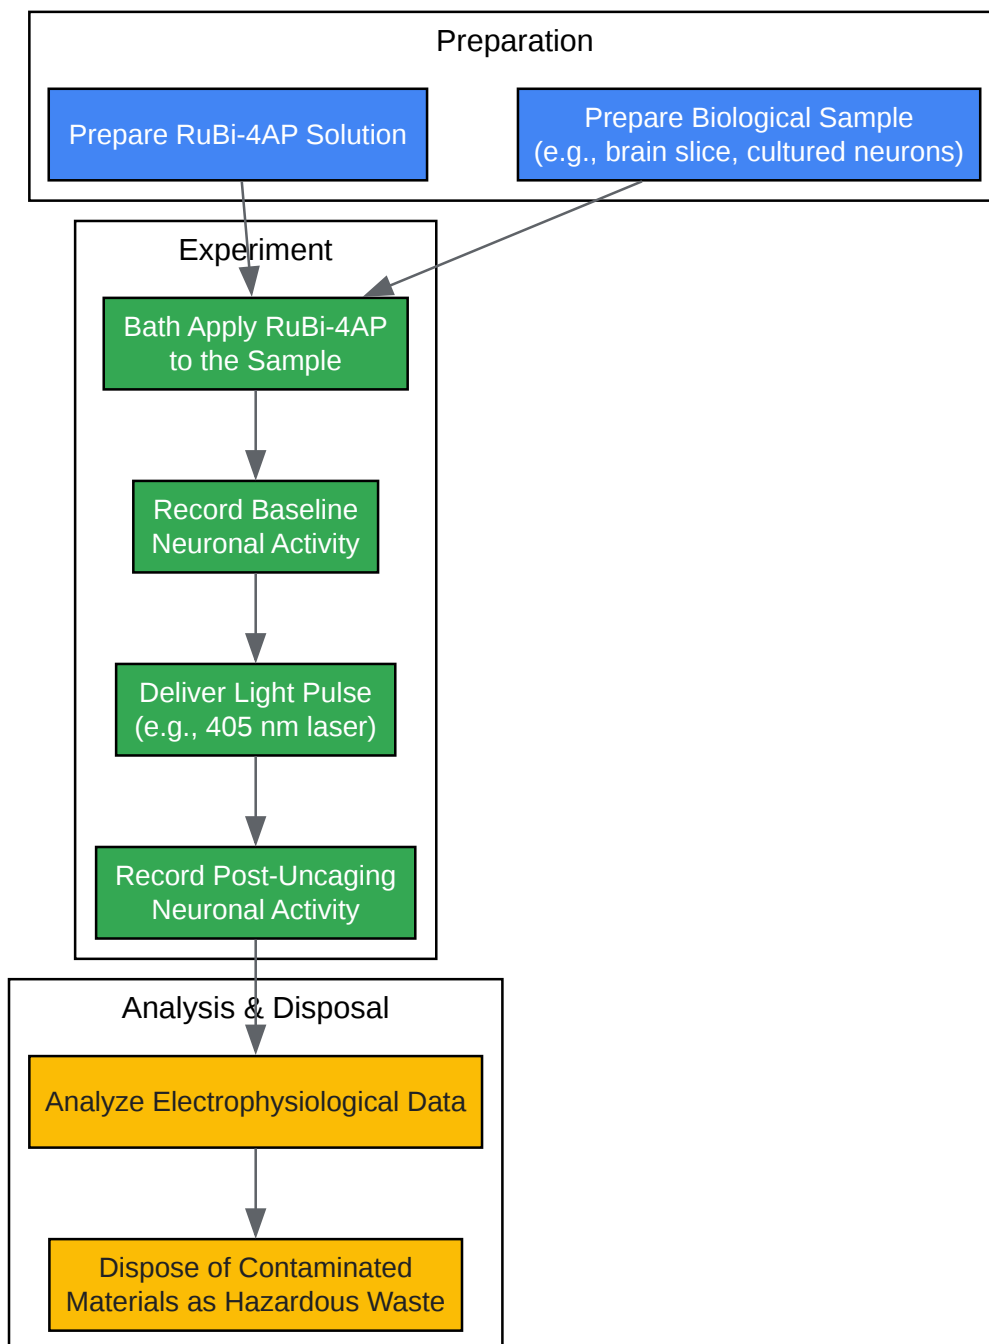 Preparation
Prepare RuBi-4AP Solution
Prepare Biological Sample
(e.g., brain slice, cultured neurons)
Experiment
Bath Apply RuBi-4AP
to the Sample
Record Baseline
Neuronal Activity
Deliver Light Pulse
(e.g., 405 nm laser)
Record Post-Uncaging
Neuronal Activity
Analysis & Disposal
Analyze Electrophysiological Data
Dispose of Contaminated
Materials as Hazardous Waste